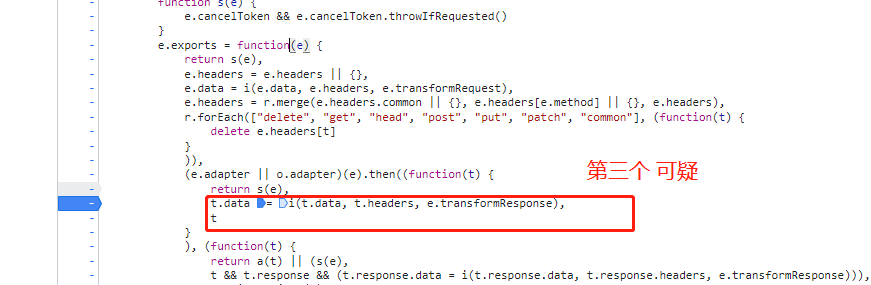 function s(e) {
e.cancelToken && e.cancelToken.throwIfRequested()
}
e.exports = function(e) {
return s(e),
e.headers = e.headers || {},
e.data = i(e.data, e.headers, e.transformRequest),
e.headers = r.merge(e.headers.common || {}, e.headers[e.method] || {}, e.headers),
r.forEach(["delete", "get", "head", "post", "put", "patch", "common"], (function(t) {
delete e.headers[t]
}
)),
(e.adapter || o.adapter)(e).then((function(t) {
第三个 可疑
return s(e),
t.data = i(t.data, t.headers, e.transformResponse),
t
}
), (function(t) {
return a(t) || (s(e),
t && t.response && (t.response.data = i(t.response.data, t.response.headers, e.transformResponse))),